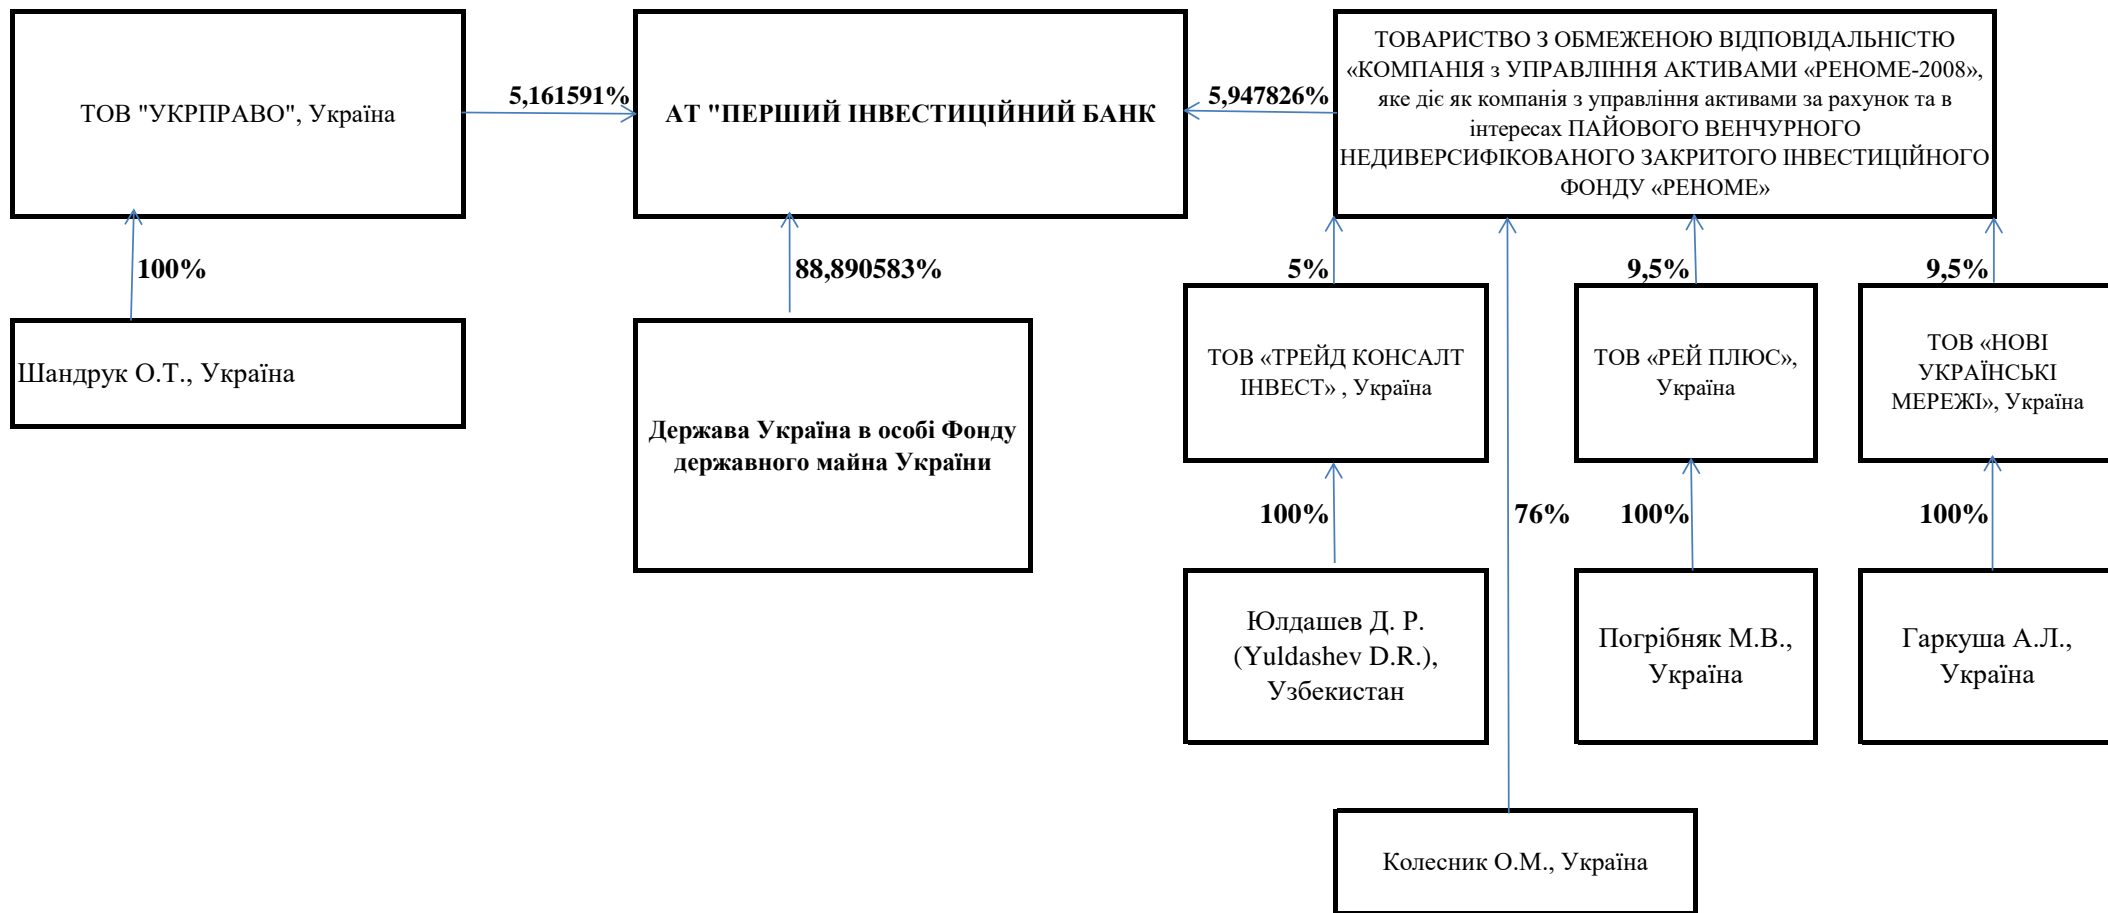 ТОВ "УКРПРАВО", Україна
5,161591%
АТ "ПЕРШИЙ ІНВЕСТИЦІЙНИЙ БАНК
5,947826%
ТОВАРИСТВО З ОБМЕЖЕНОЮ ВІДПОВІДАЛЬНІСТЮ
«КОМПАНІЯ з УПРАВЛІННЯ АКТИВАМИ «РЕНОМЕ-2008»,
яке діє як компанія з управління активами за рахунок та в
інтересах ПАЙОВОГО ВЕНЧУРНОГО
НЕДИВЕРСИФІКОВАНОГО ЗАКРИТОГО ІНВЕСТИЦІЙНОГО
ФОНДУ «РЕНОМЕ»
100%
88,890583%
5%
9,5%
9,5%
Шандрук О.Т., Україна
Держава Україна в особі Фонду
державного майна України
ТОВ «ТРЕЙД КОНСАЛТ
ІНВЕСТ» , Україна
ТОВ «РЕЙ ПЛЮС»,
Україна
ТОВ «НОВІ
УКРАЇНСЬКІ
МЕРЕЖІ», Україна
100%
76%
100%
100%
Юлдашев Д. Р.
(Yuldashev D.R.),
Узбекистан
Погрібняк М.В.,
Україна
Гаркуша А.Л.,
Україна
Колесник О.М., Україна